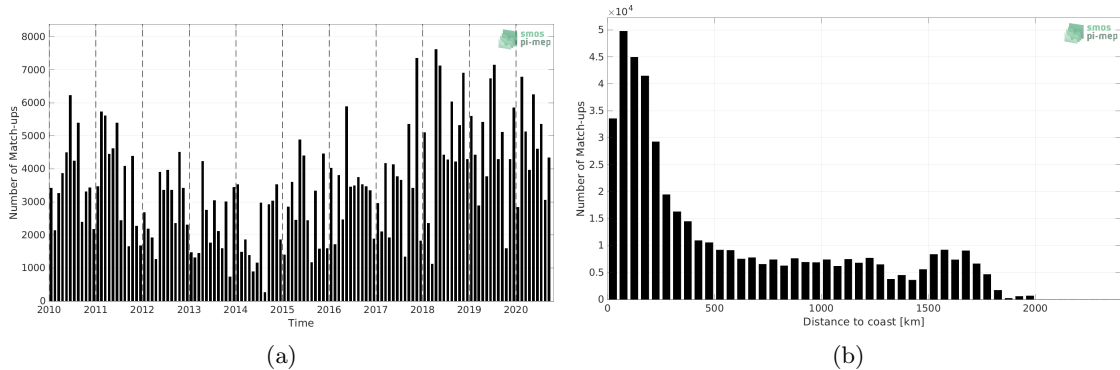 8000
7000
6000
5000
4000
3000
2000
1000
0
Number of Match-ups
2010 2011 2012 2013 2014 2015 2016 2017 2018 2019 2020
Time
smos
pi-mep
(a)
×10⁴
5
4.5
4
3.5
3
2.5
2
1.5
1
0.5
0
Number of Match-ups
0 500 1000 1500 2000
Distance to coast [km]
smos
pi-mep
(b)